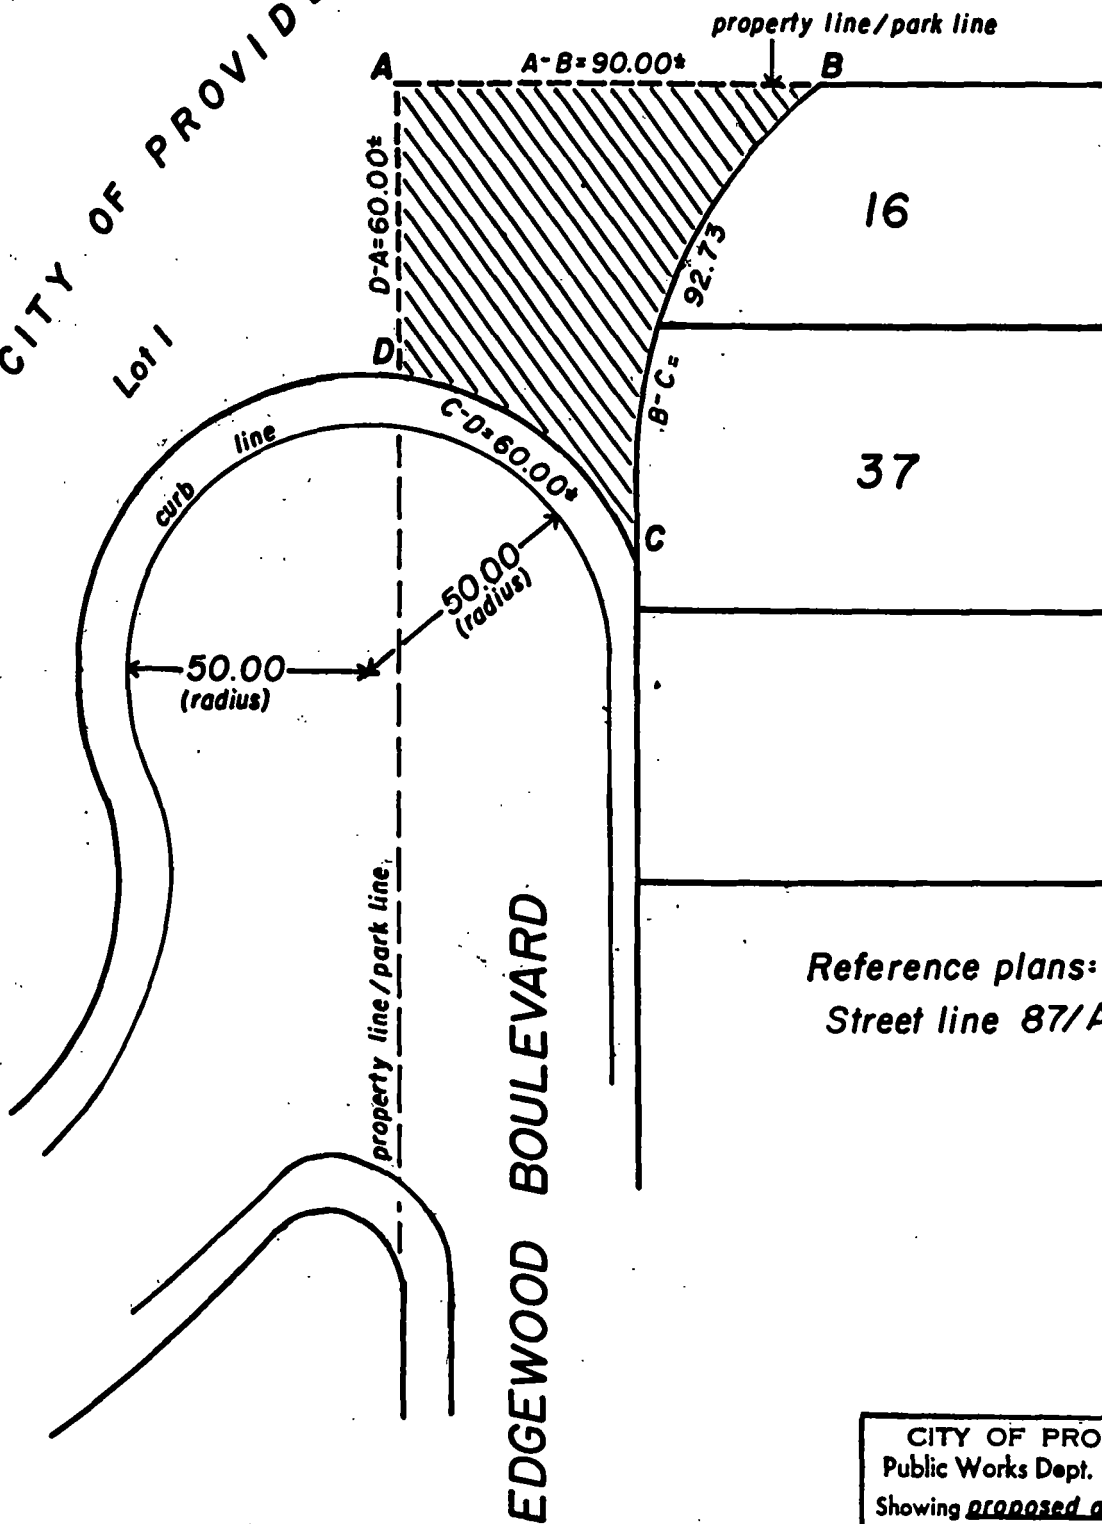 property line/park line
CITY OF PROVID
A
A-B=90.00±
B
D-A=60.00±
16
B-C= 92.73
Lot 1
D
C-D=60.00±
curb line
37
C
50.00
(radius)
50.00
(radius)
property line/park line
EDGEWOOD BOULEVARD
Reference plans:
Street line 87/A
CITY OF PRO
Public Works Dept.
Showing proposed a